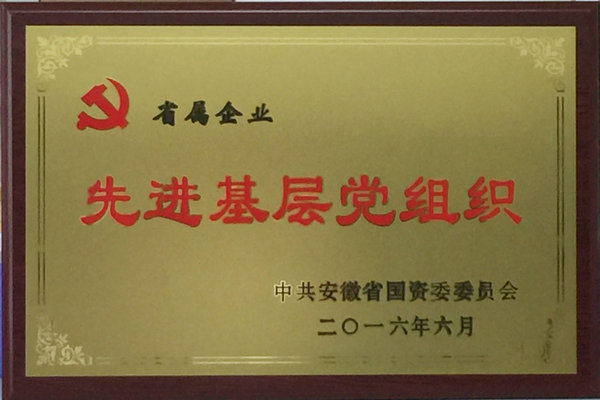 省属企业
先进基层党组织
中共安徽省国资委委员会
二〇一六年六月